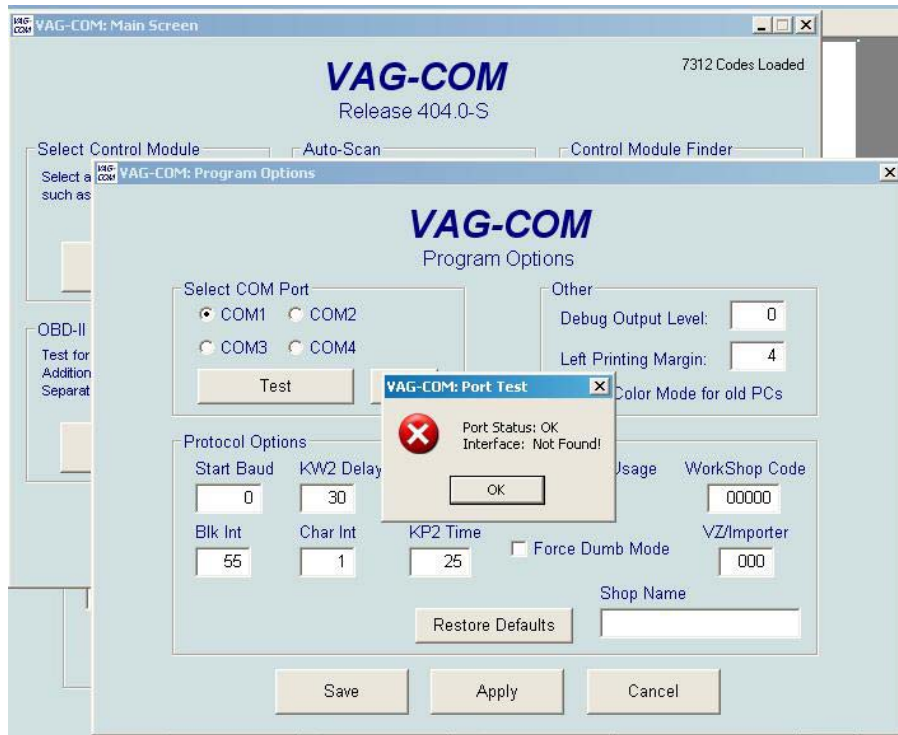 VAG-COM: Main Screen
VAG-COM
Release 404.0-S
7312 Codes Loaded
Select Control Module
Auto-Scan
Control Module Finder
Select a
such as
VAG-COM: Program Options
VAG-COM
Program Options
OBD-II
Test for
Addition
Separat
Select COM Port
COM1
COM2
COM3
COM4
Test
Other
Debug Output Level:
0
Left Printing Margin:
4
Color Mode for old PCs
VAG-COM: Port Test
Port Status: OK
Interface: Not Found!
OK
Protocol Options
Start Baud
KW2 Delay
Usage
WorkShop Code
0
30
00000
Blk Int
Char Int
KP2 Time
Force Dumb Mode
VZ/Importer
55
1
25
000
Shop Name
Restore Defaults
Save
Apply
Cancel